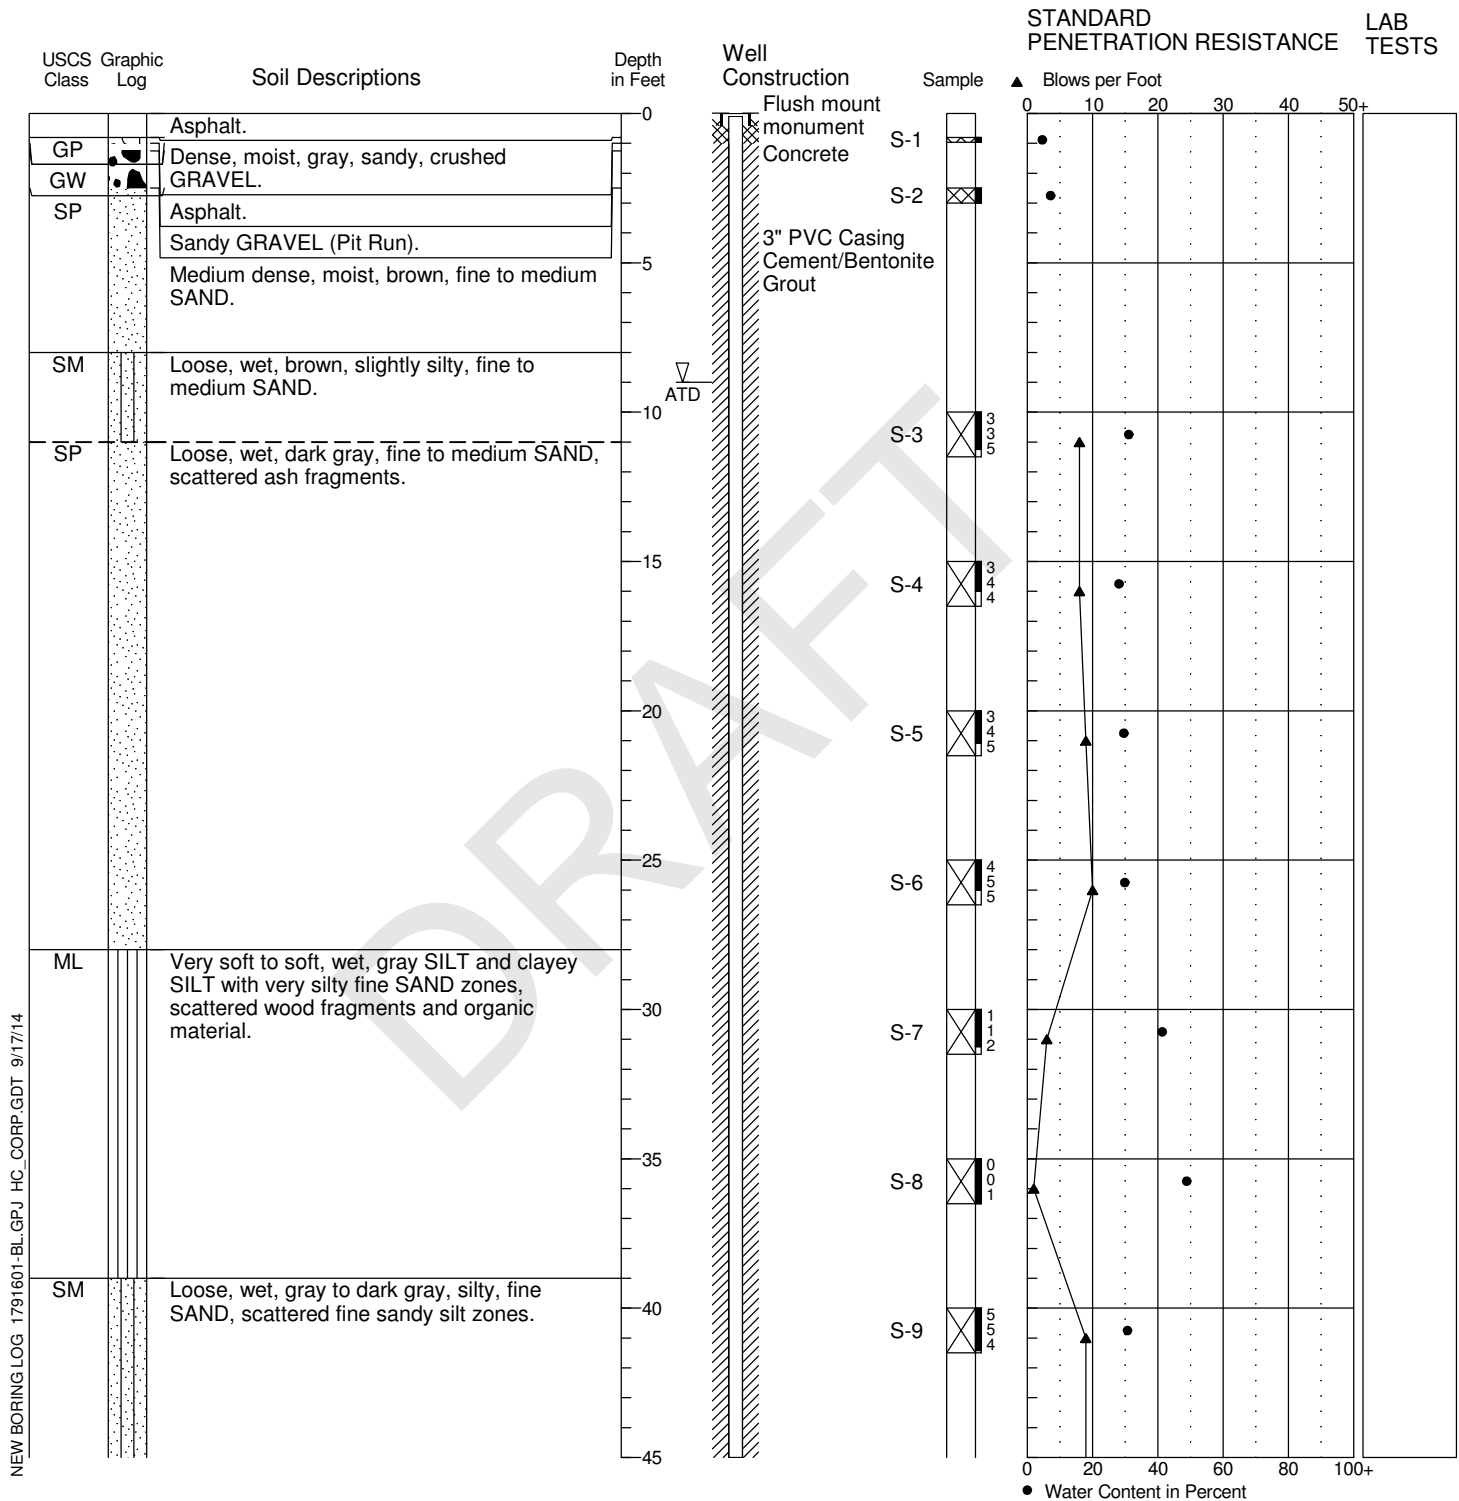 STANDARD
PENETRATION RESISTANCE
LAB
TESTS
USCS Graphic
Class Log
Soil Descriptions
Depth
in Feet
Well
Construction
Sample
▲ Blows per Foot
0 10 20 30 40 50+
Flush mount
monument
Concrete
3" PVC Casing
Cement/Bentonite
Grout
Asphalt.
GP
Dense, moist, gray, sandy, crushed
GRAVEL.
GW
SP
Asphalt.
Sandy GRAVEL (Pit Run).
Medium dense, moist, brown, fine to medium
SAND.
SM
Loose, wet, brown, slightly silty, fine to
medium SAND.
ATD
SP
Loose, wet, dark gray, fine to medium SAND,
scattered ash fragments.
ML
Very soft to soft, wet, gray SILT and clayey
SILT with very silty fine SAND zones,
scattered wood fragments and organic
material.
SM
Loose, wet, gray to dark gray, silty, fine
SAND, scattered fine sandy silt zones.
0
5
10
15
20
25
30
35
40
45
S-1
S-2
S-3
3
3
5
S-4
3
4
4
S-5
3
4
5
S-6
4
5
5
S-7
1
1
2
S-8
0
0
1
S-9
5
5
4
0 20 40 60 80 100+
● Water Content in Percent
DRAFT
NEW BORING LOG 1791601-BL.GPJ HC_CORP.GDT 9/17/14